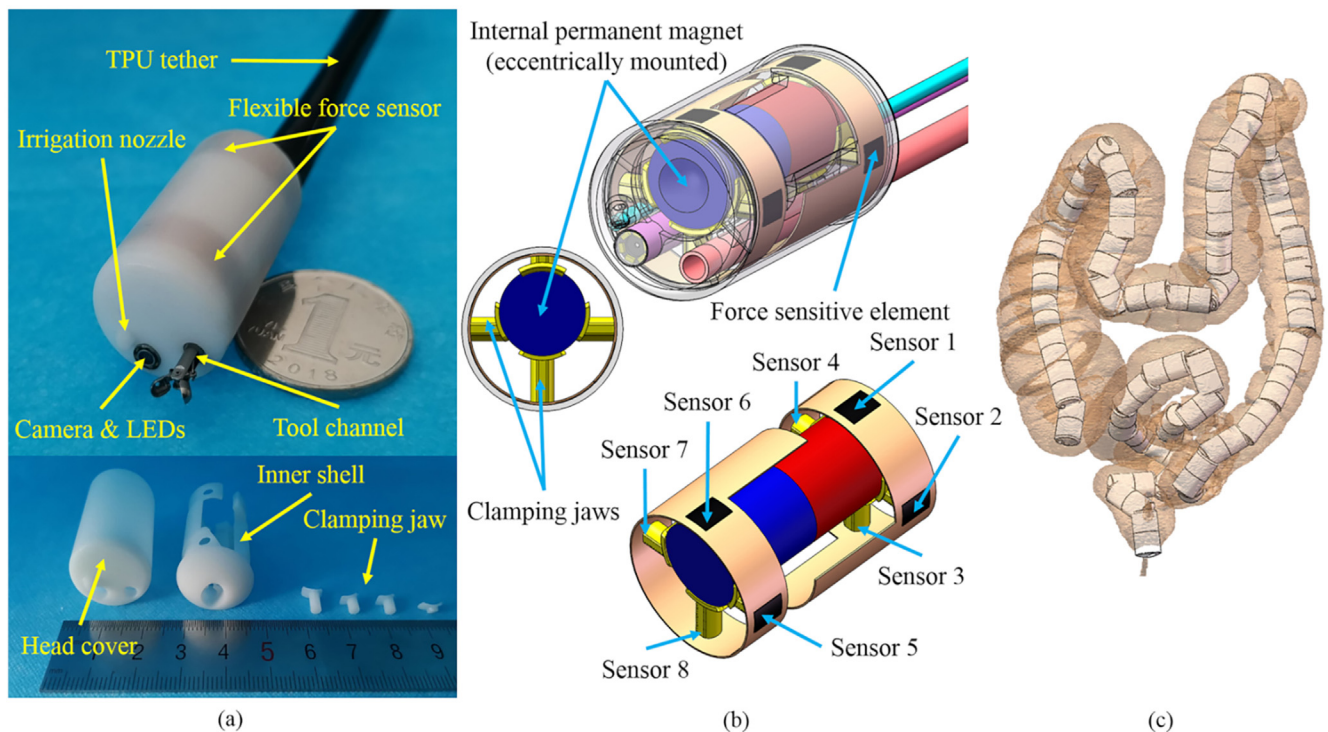 TPU tether
Flexible force sensor
Irrigation nozzle
1
元
2018
Camera & LEDs
Tool channel
Inner shell
Clamping jaw
Head cover
2 3 4 5 6 7 8 9
(a)
Internal permanent magnet
(eccentrically mounted)
Force sensitive element
Clamping jaws
Sensor 1
Sensor 4
Sensor 6
Sensor 2
Sensor 7
Sensor 3
Sensor 5
Sensor 8
(b)
(c)